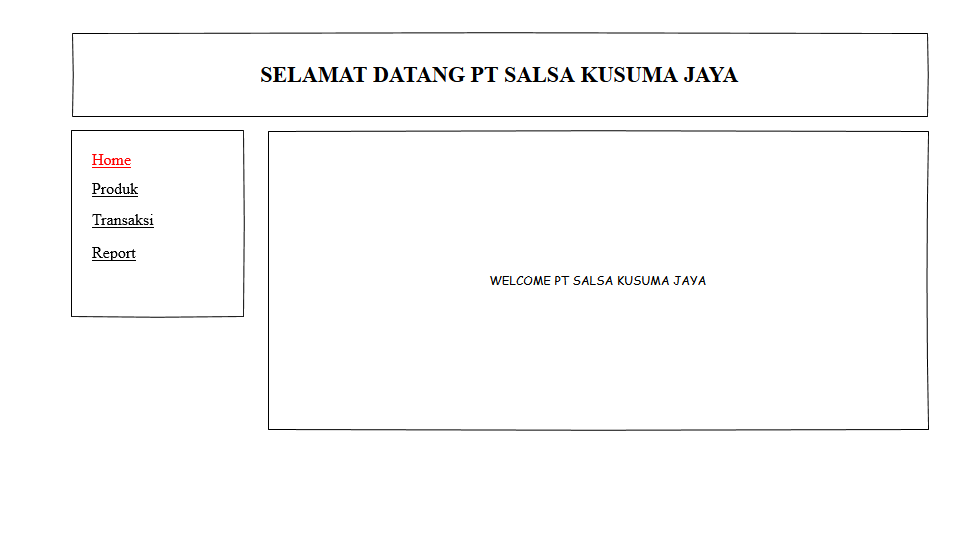 SELAMAT DATANG PT SALSA KUSUMA JAYA
Home
Produk
Transaksi
Report
WELCOME PT SALSA KUSUMA JAYA